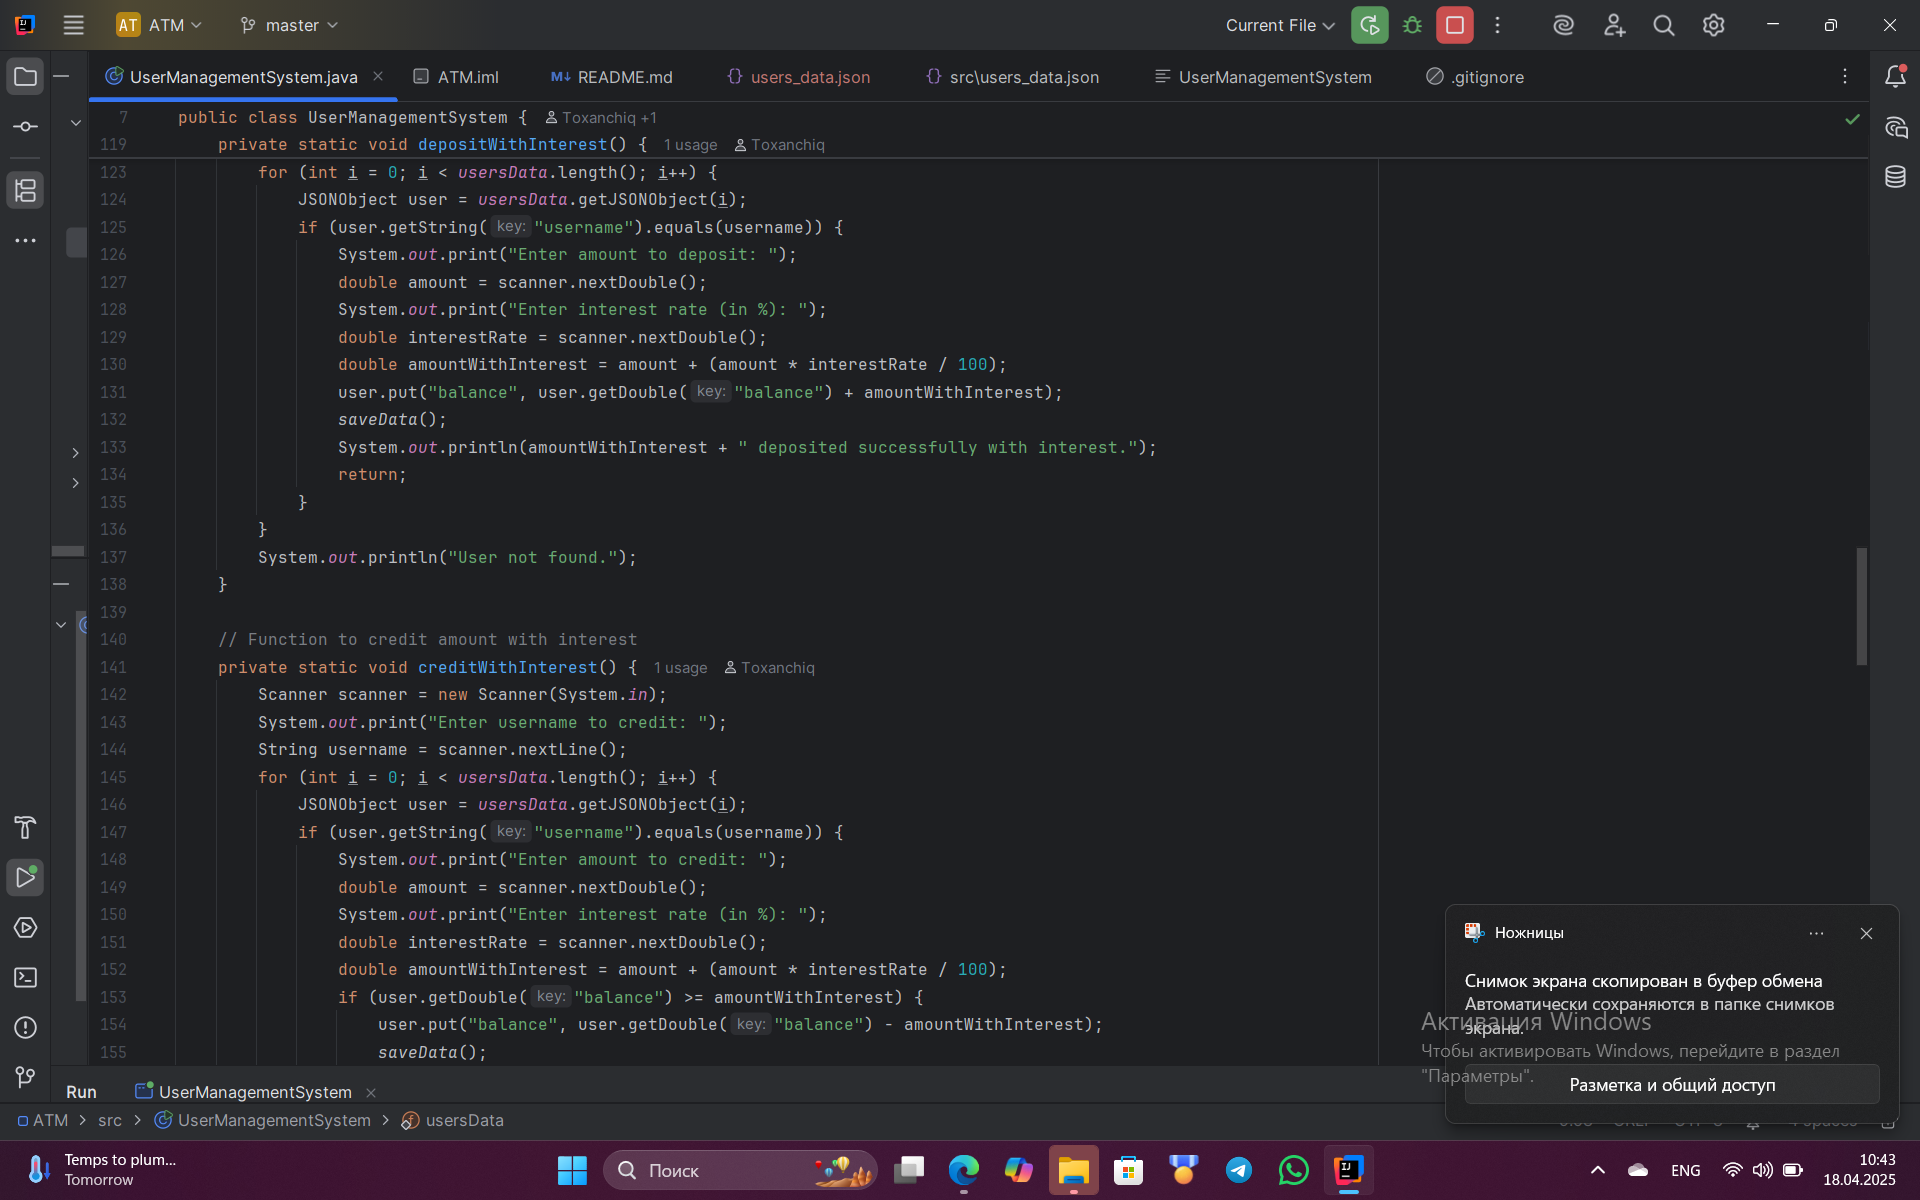 AT ATM master Current File
UserManagementSystem.java ATM.iml M↓ README.md {} users_data.json {} src\users_data.json UserManagementSystem .gitignore
7 public class UserManagementSystem { Toxanchiq +1
119 private static void depositWithInterest() { 1 usage Toxanchiq
123 for (int i = 0; i < usersData.length(); i++) {
124 JSONObject user = usersData.getJSONObject(i);
125 if (user.getString( key: "username").equals(username)) {
126 System.out.print("Enter amount to deposit: ");
127 double amount = scanner.nextDouble();
128 System.out.print("Enter interest rate (in %): ");
129 double interestRate = scanner.nextDouble();
130 double amountWithInterest = amount + (amount * interestRate / 100);
131 user.put("balance", user.getDouble( key: "balance") + amountWithInterest);
132 saveData();
133 System.out.println(amountWithInterest + " deposited successfully with interest.");
134 return;
135 }
136 }
137 System.out.println("User not found.");
138 }
139
140 // Function to credit amount with interest
141 private static void creditWithInterest() { 1 usage Toxanchiq
142 Scanner scanner = new Scanner(System.in);
143 System.out.print("Enter username to credit: ");
144 String username = scanner.nextLine();
145 for (int i = 0; i < usersData.length(); i++) {
146 JSONObject user = usersData.getJSONObject(i);
147 if (user.getString( key: "username").equals(username)) {
148 System.out.print("Enter amount to credit: ");
149 double amount = scanner.nextDouble();
150 System.out.print("Enter interest rate (in %): ");
151 double interestRate = scanner.nextDouble();
152 double amountWithInterest = amount + (amount * interestRate / 100);
153 if (user.getDouble( key: "balance") >= amountWithInterest) {
154 user.put("balance", user.getDouble( key: "balance") - amountWithInterest);
155 saveData();
Ножницы
Снимок экрана скопирован в буфер обмена
Автоматически сохраняются в папке снимков
экрана.
Активация Windows
Чтобы активировать Windows, перейдите в раздел
"Параметры".
Разметка и общий доступ
Run UserManagementSystem
ATM > src > UserManagementSystem > usersData
Temps to plum...
Tomorrow
Поиск
ENG
10:43
18.04.2025